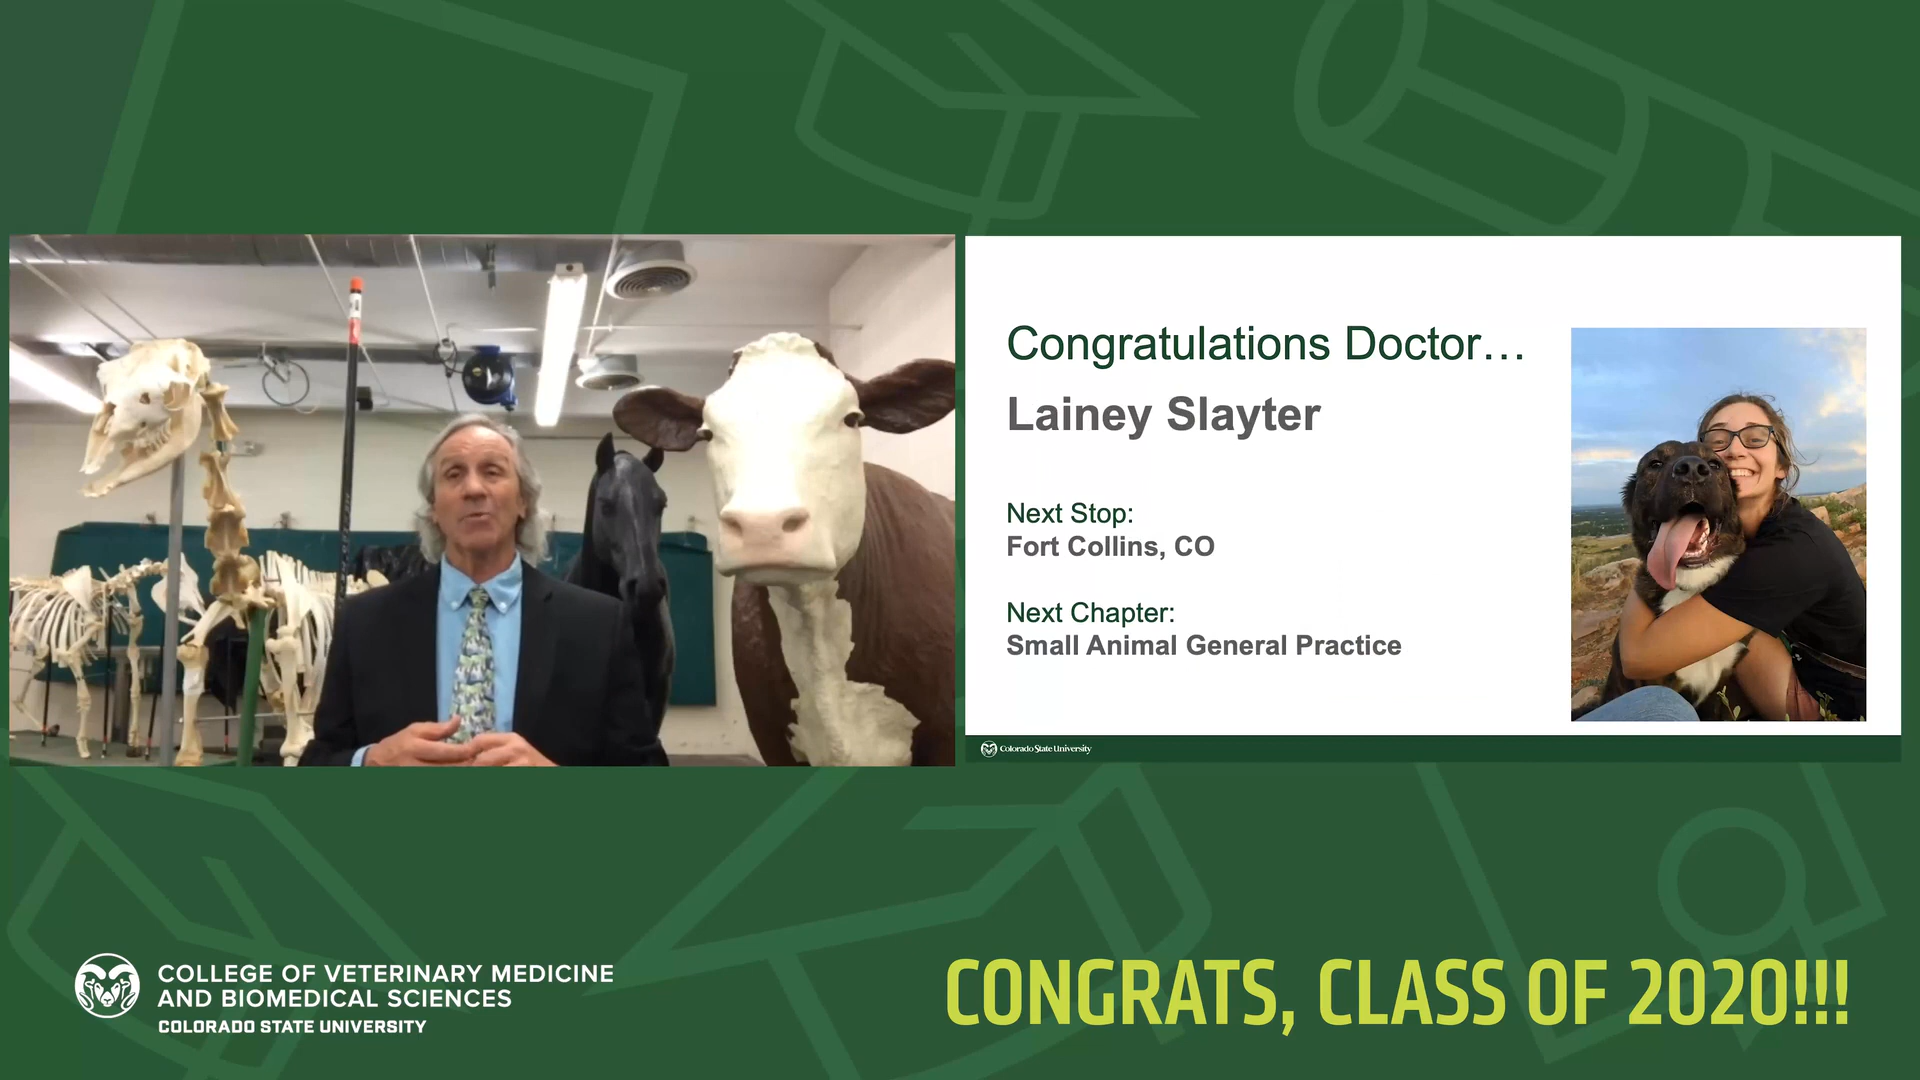 Congratulations Doctor…
Lainey Slayter
Next Stop:
Fort Collins, CO
Next Chapter:
Small Animal General Practice
Colorado State University
COLLEGE OF VETERINARY MEDICINE
AND BIOMEDICAL SCIENCES
COLORADO STATE UNIVERSITY
CONGRATS, CLASS OF 2020!!!